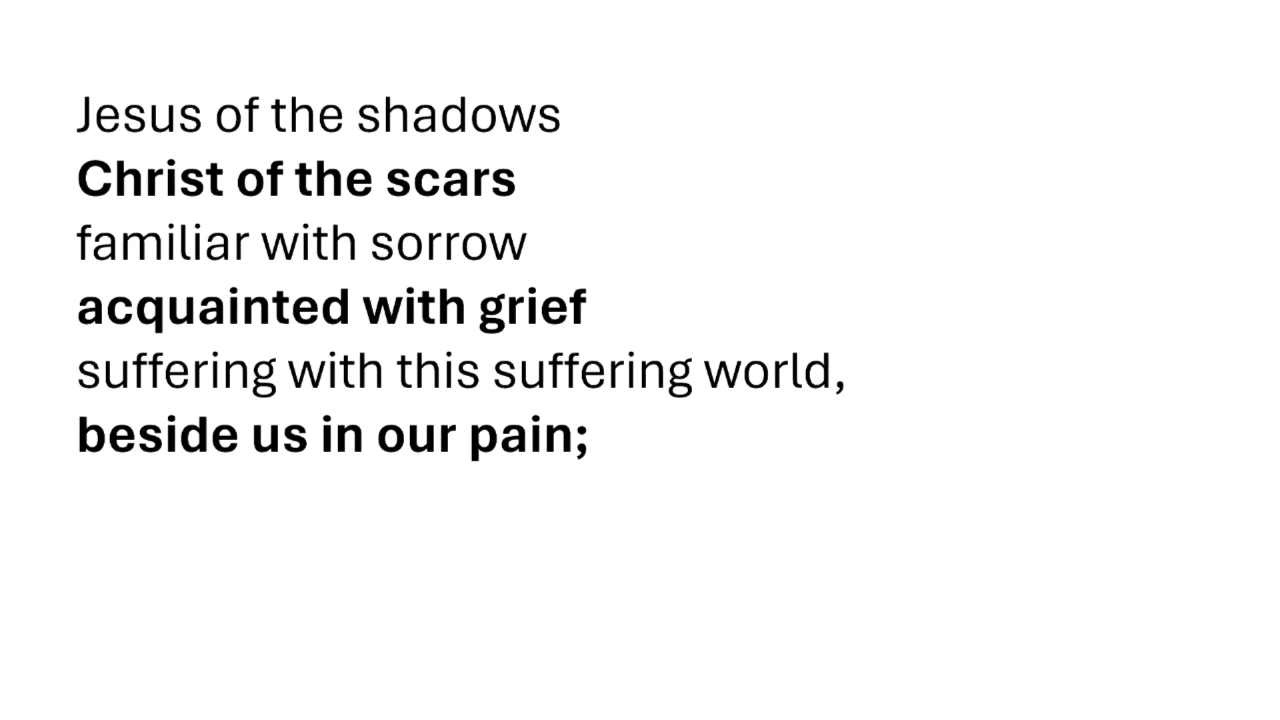 Jesus of the shadows
Christ of the scars
familiar with sorrow
acquainted with grief
suffering with this suffering world,
beside us in our pain;